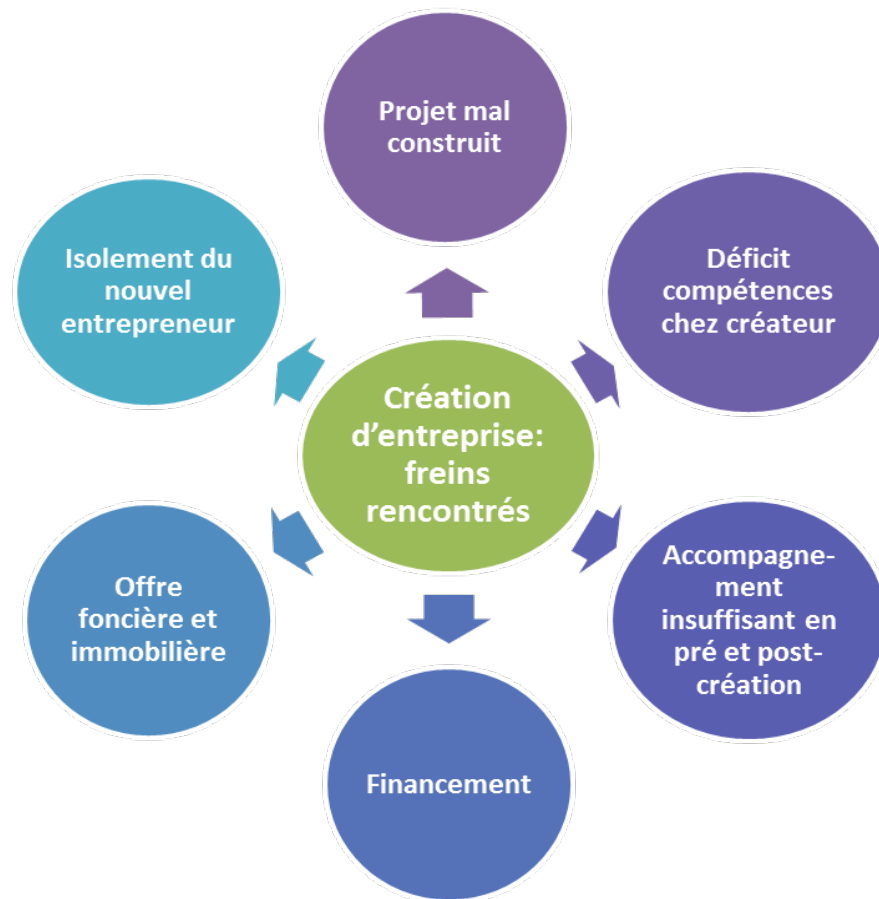 Projet mal
construit
Isolement du
nouvel
entrepreneur
Déficit
compétences
chez créateur
Création
d’entreprise:
freins
rencontrés
Offre
foncière et
immobilière
Accompagne-
ment
insuffisant en
pré et post-
création
Financement